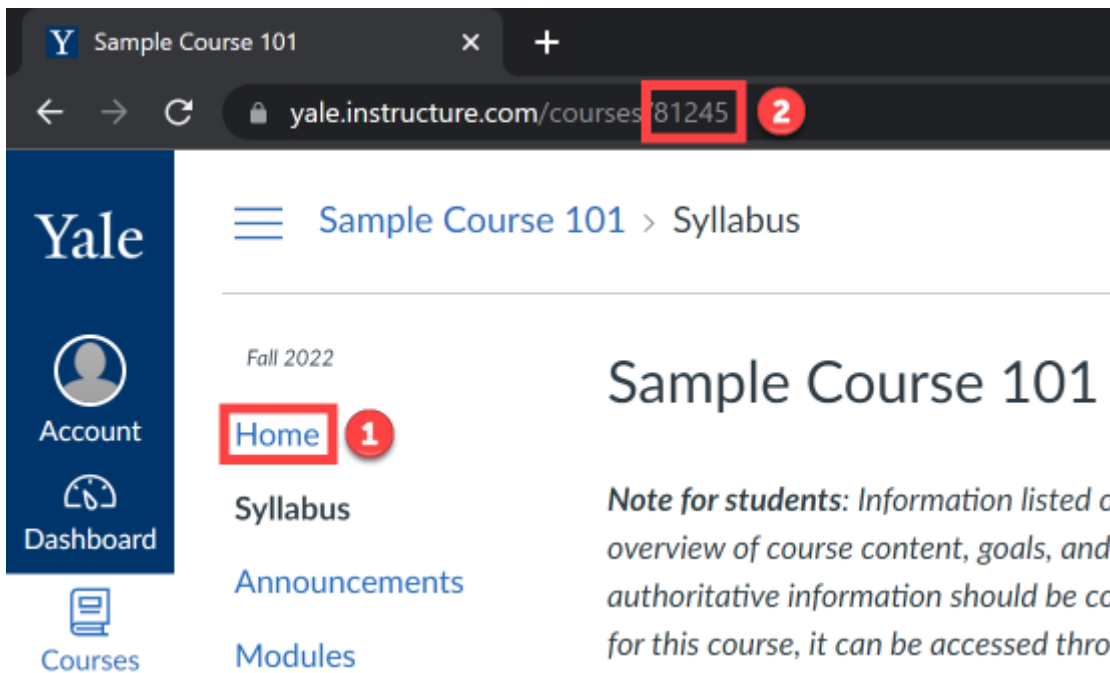 Y Sample Course 101
yale.instructure.com/courses/81245 2
Yale
Sample Course 101 > Syllabus
Account
Dashboard
Courses
Fall 2022
Home 1
Syllabus
Announcements
Modules
Sample Course 101
Note for students: Information listed
overview of course content, goals, and
authoritative information should be
for this course, it can be accessed